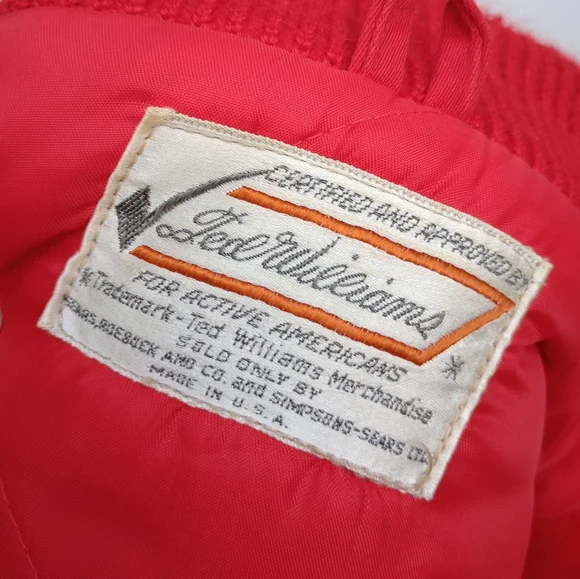 CERTIFIED AND APPROVED BY
Ted Williams
FOR ACTIVE AMERICANS *
* Trademark - Ted Williams Merchandise
SOLD ONLY BY
SEARS, ROEBUCK AND CO. and SIMPSONS-SEARS LTD.
MADE IN U.S.A.